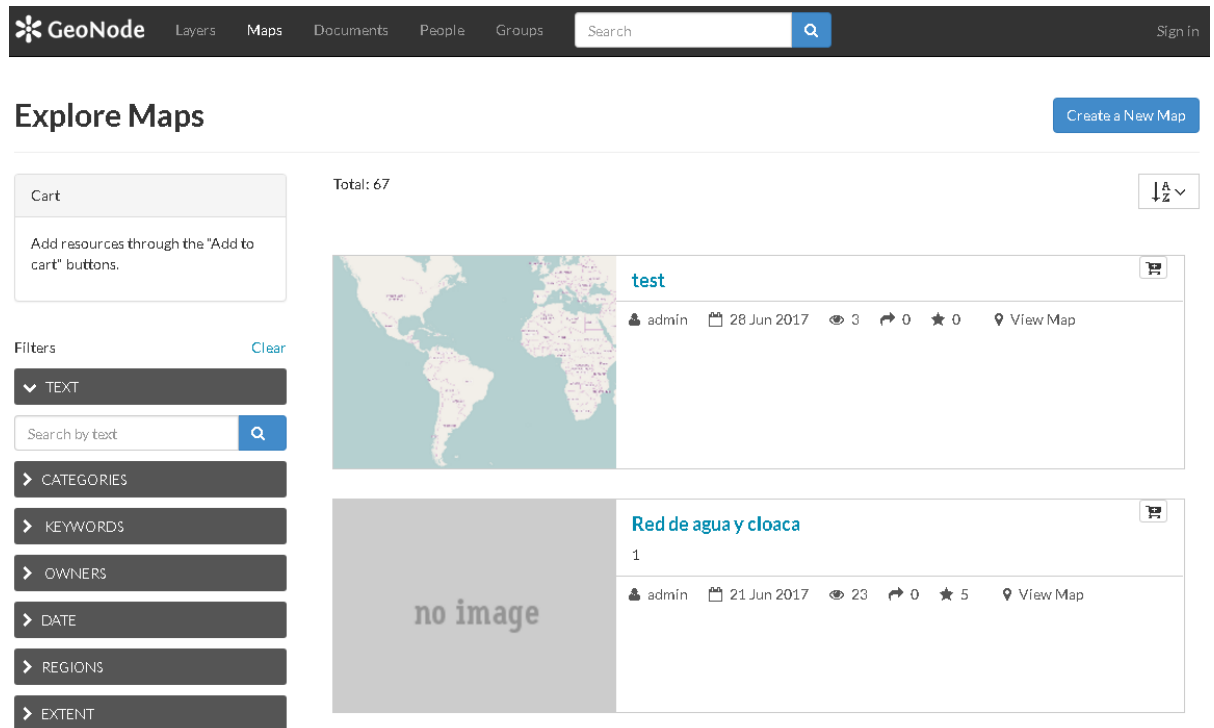 GeoNode Layers Maps Documents People Groups Search Sign in
Explore Maps
Create a New Map
Cart
Add resources through the "Add to
cart" buttons.
Filters Clear
TEXT
Search by text
CATEGORIES
KEYWORDS
OWNERS
DATE
REGIONS
EXTENT
Total: 67
A
Z
test
admin 28 Jun 2017 3 0 0 View Map
no image
Red de agua y cloaca
1
admin 21 Jun 2017 23 0 5 View Map